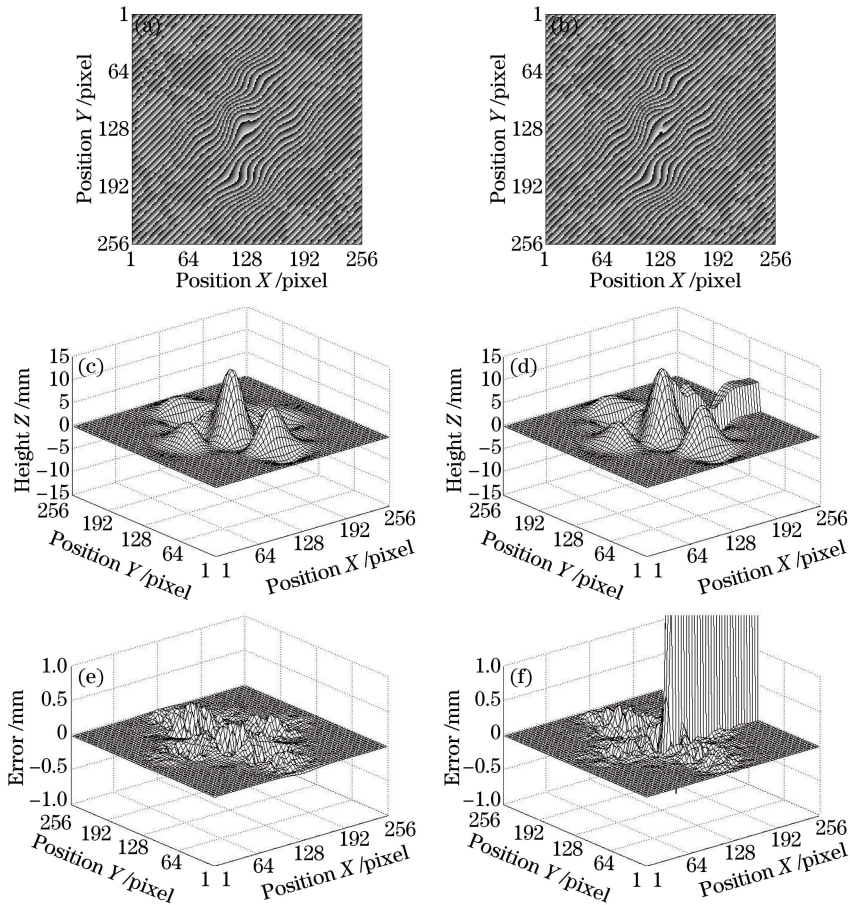 (a)
1
64
128
192
256
Position Y /pixel
1 64 128 192 256
Position X /pixel
(b)
1
64
128
192
256
Position Y /pixel
1 64 128 192 256
Position X /pixel
(c)
15
10
5
0
−5
−10
−15
Height Z /mm
256 192 128 64 1
Position Y /pixel
1 64 128 192 256
Position X /pixel
(d)
15
10
5
0
−5
−10
−15
Height Z /mm
256 192 128 64 1
Position Y /pixel
1 64 128 192 256
Position X /pixel
(e)
1.0
0.5
0
−0.5
−1.0
Error /mm
256 192 128 64 1
Position Y /pixel
1 64 128 192 256
Position X /pixel
(f)
1.0
0.5
0
−0.5
−1.0
Error /mm
256 192 128 64 1
Position Y /pixel
1 64 128 192 256
Position X /pixel